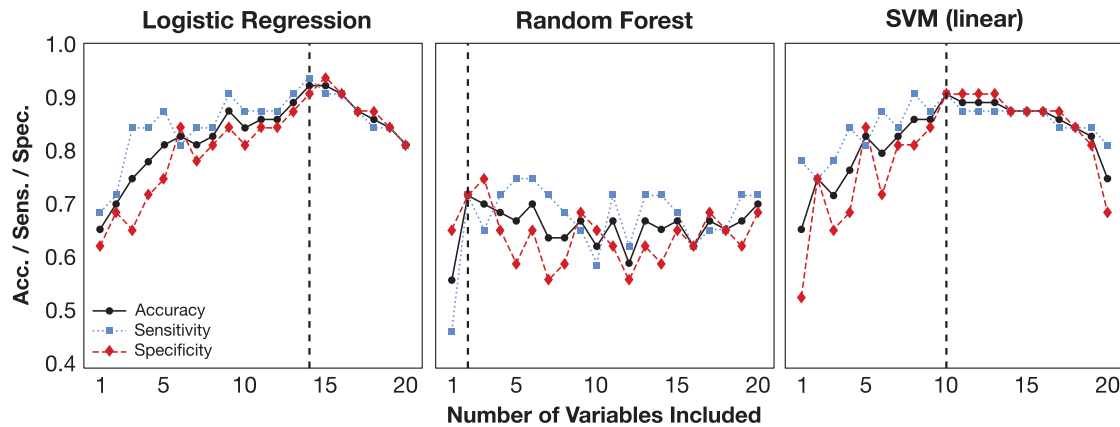 Logistic Regression
Random Forest
SVM (linear)
Acc. / Sens. / Spec.
1.0
0.9
0.8
0.7
0.6
0.5
0.4
Accuracy
Sensitivity
Specificity
1 5 10 15 20
1 5 10 15 20
1 5 10 15 20
Number of Variables Included